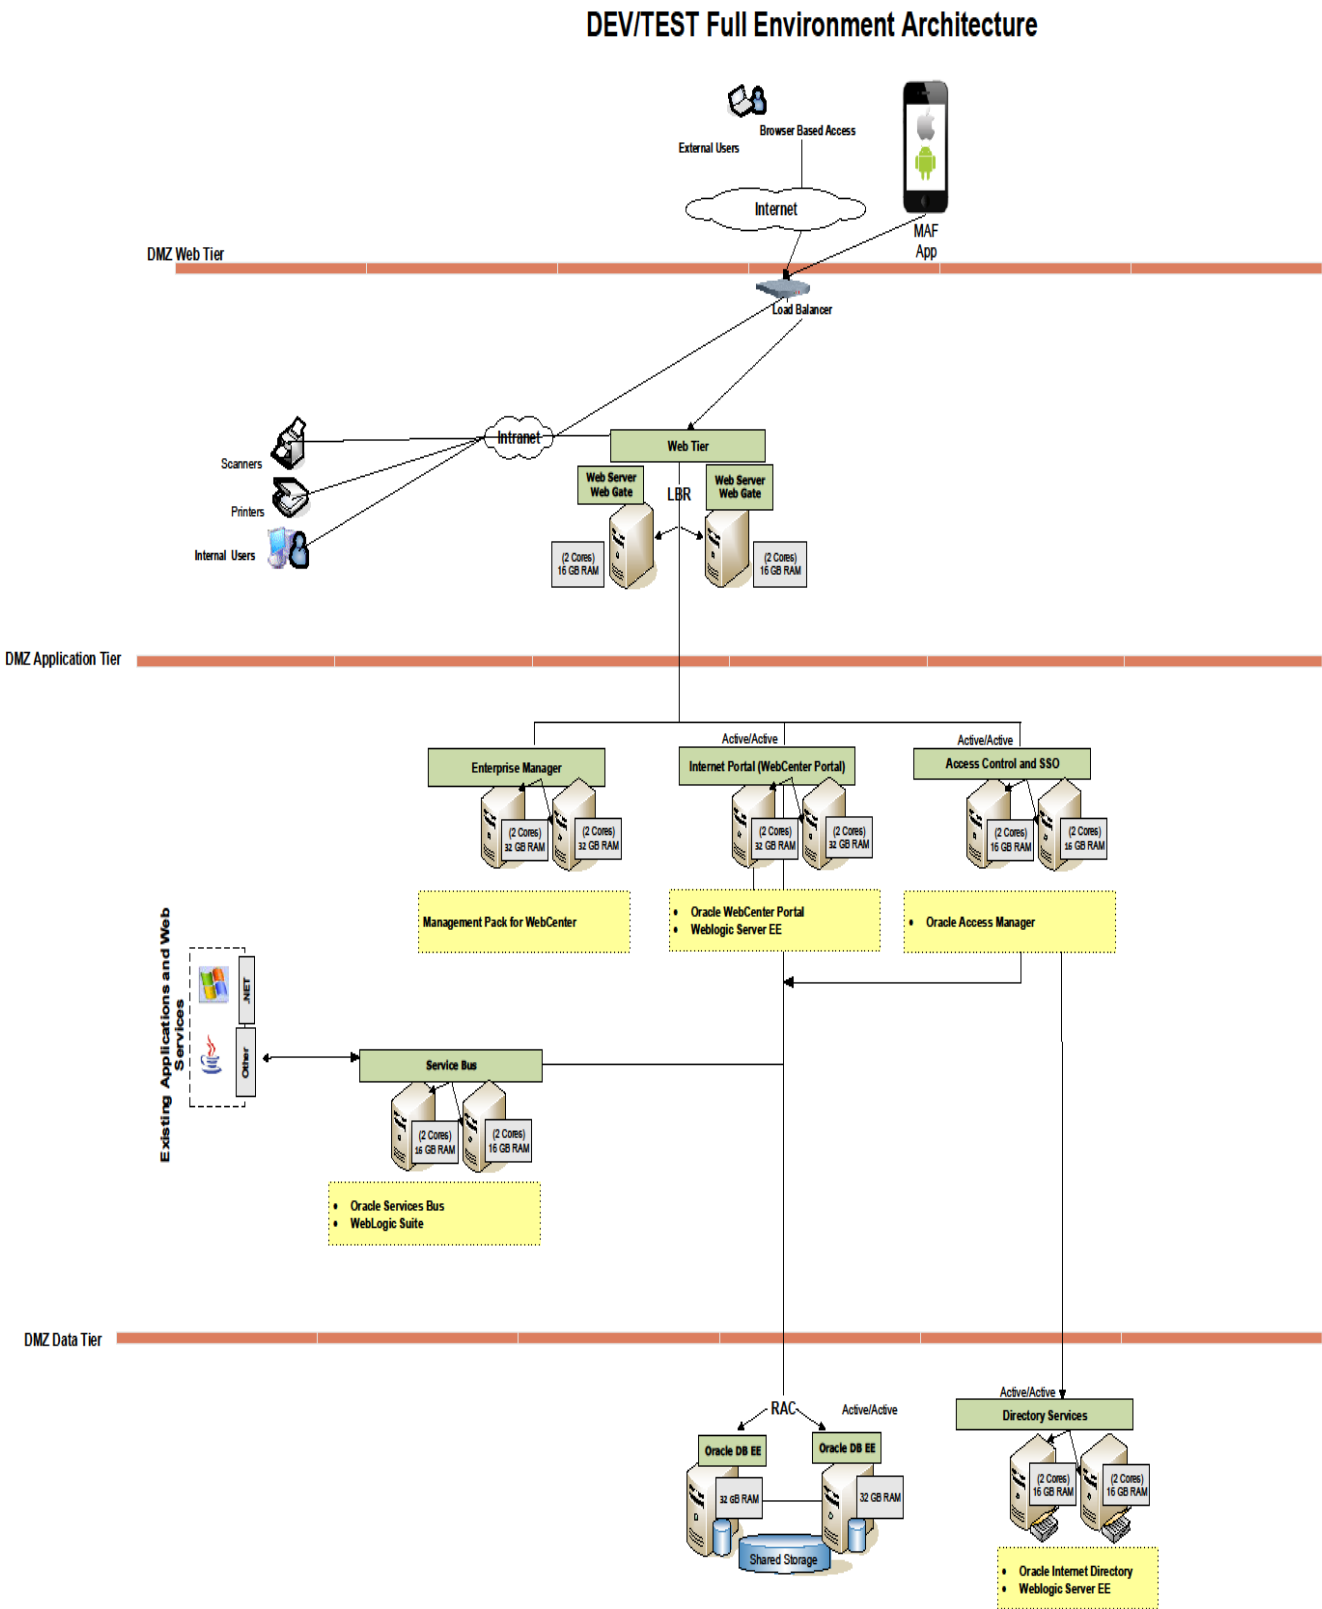 DEV/TEST Full Environment Architecture
Browser Based Access
External Users
Internet
MAF
App
DMZ Web Tier
Load Balancer
Intranet
Web Tier
Scanners
Web Server
Web Gate
LBR
Web Server
Web Gate
Printers
Internal Users
(2 Cores)
16 GB RAM
(2 Cores)
16 GB RAM
DMZ Application Tier
Active/Active
Active/Active
Enterprise Manager
Internet Portal (WebCenter Portal)
Access Control and SSO
(2 Cores)
32 GB RAM
(2 Cores)
32 GB RAM
(2 Cores)
32 GB RAM
(2 Cores)
32 GB RAM
(2 Cores)
16 GB RAM
(2 Cores)
16 GB RAM
Management Pack for WebCenter
• Oracle WebCenter Portal
• Weblogic Server EE
• Oracle Access Manager
Existing Applications and Web
Services
.NET
Other
Service Bus
(2 Cores)
16 GB RAM
(2 Cores)
16 GB RAM
• Oracle Services Bus
• WebLogic Suite
DMZ Data Tier
RAC
Active/Active
Active/Active
Directory Services
Oracle DB EE
Oracle DB EE
32 GB RAM
32 GB RAM
(2 Cores)
16 GB RAM
(2 Cores)
16 GB RAM
Shared Storage
• Oracle Internet Directory
• Weblogic Server EE